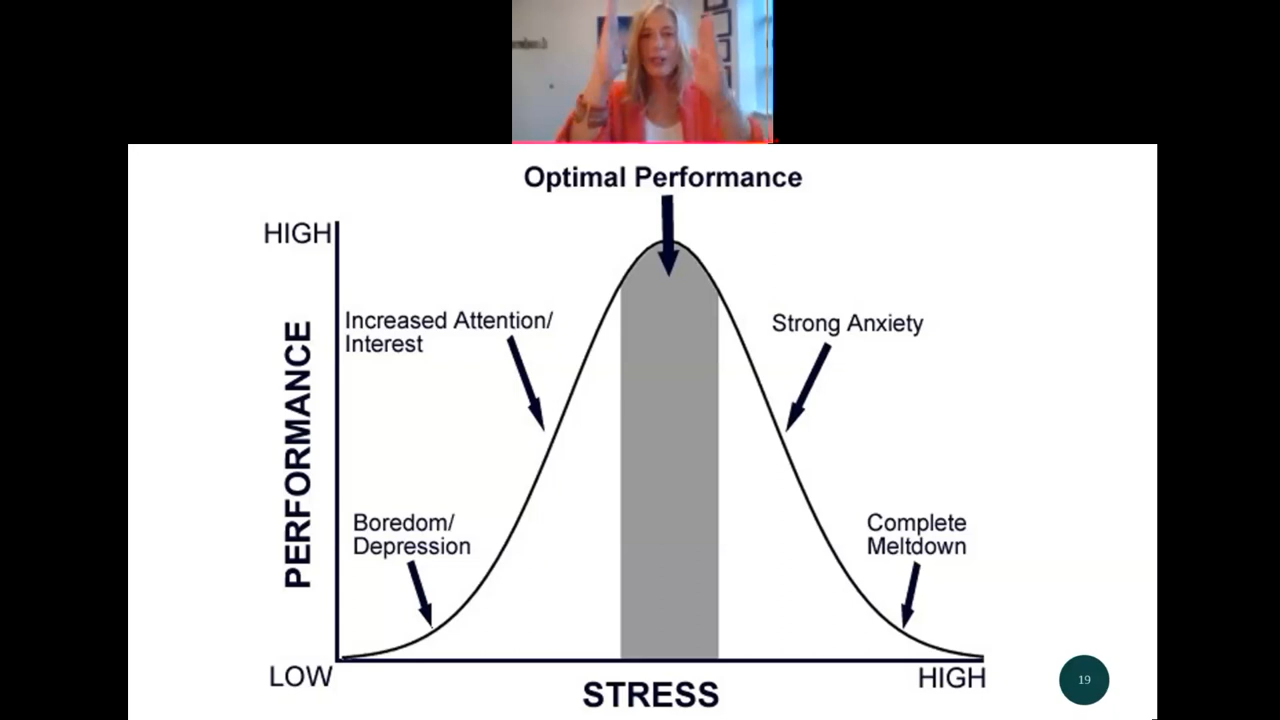 Optimal Performance
HIGH
Increased Attention/
Interest
Strong Anxiety
PERFORMANCE
Boredom/
Depression
Complete
Meltdown
LOW
STRESS
HIGH
19